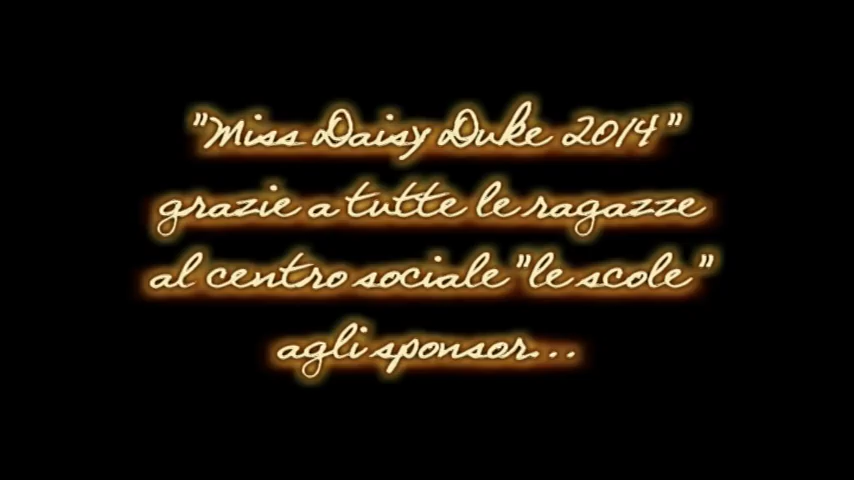 "Miss Daisy Duke 2014"
grazie a tutte le ragazze
al centro sociale "le scole"
agli sponsor...